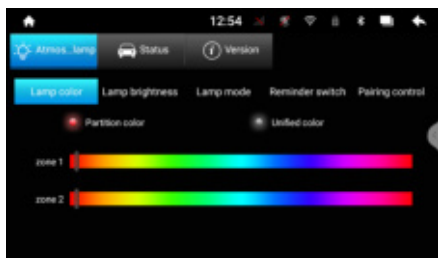 12:54
Atmos...lamp Status Version
Lamp color Lamp brightness Lamp mode Reminder switch Pairing control
Partition color Unified color
zone 1
zone 2